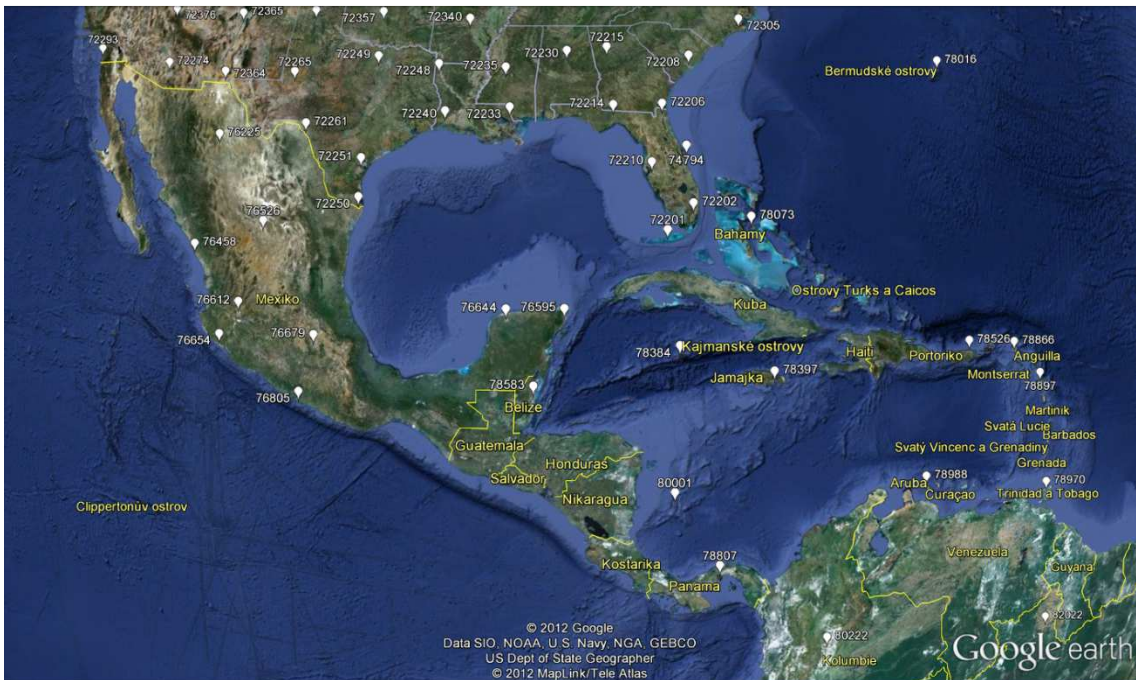 72376
72365
72357
72340
72305
72293
72274
72364
72265
72249
72248
72235
72230
72215
72208
78016
Bermudské ostrovy
72240
72233
72214
72206
76225
72261
72251
72210
74794
72250
72202
76526
72201
78073
Bahamy
76458
Ostrovy Turks a Caicos
76612
Mexiko
76644
76595
Kuba
76654
76679
78384
Kajmanské ostrovy
Haiti
Portoriko
78526
78866
Anguilla
Jamajka
78397
Montserrat
78897
76805
78583
Belize
Martinik
Svatá Lucie
Barbados
Guatemala
Svatý Vincenc a Grenadiny
Honduras
Grenada
Salvador
80001
Aruba
78988
78970
Nikaragua
Curaçao
Trinidad a Tobago
Clippertonův ostrov
Kostarika
78807
Panama
Venezuela
Guyana
82022
80222
Kolumbie
© 2012 Google
Data SIO, NOAA, U.S. Navy, NGA, GEBCO
US Dept of State Geographer
© 2012 MapLink/Tele Atlas
Google earth